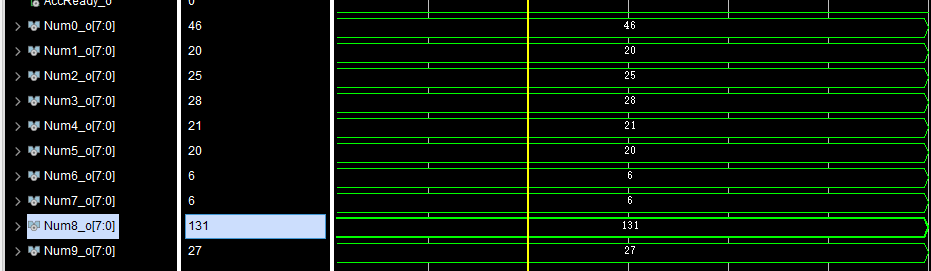 AccReady_o 0
Num0_o[7:0] 46 46
Num1_o[7:0] 20 20
Num2_o[7:0] 25 25
Num3_o[7:0] 28 28
Num4_o[7:0] 21 21
Num5_o[7:0] 20 20
Num6_o[7:0] 6 6
Num7_o[7:0] 6 6
Num8_o[7:0] 131 131
Num9_o[7:0] 27 27